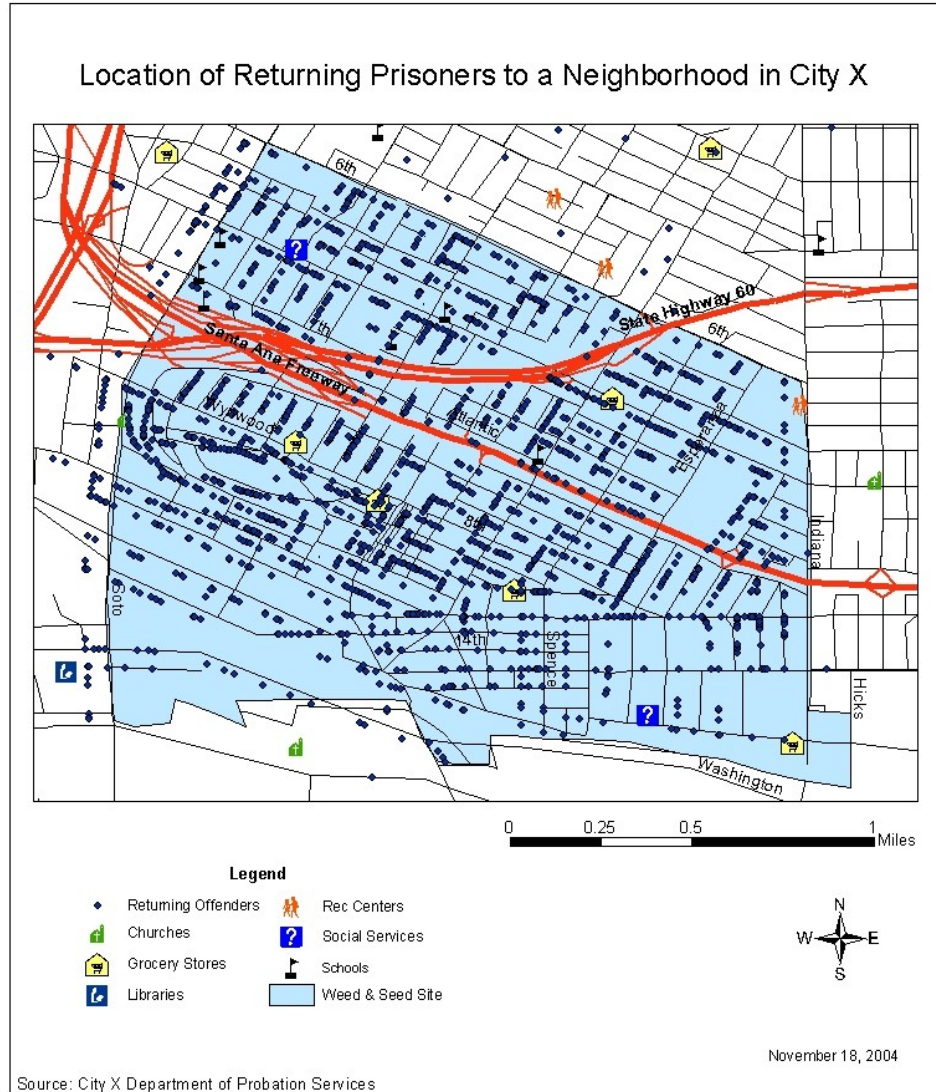 Location of Returning Prisoners to a Neighborhood in City X
6th
State Highway 60
6th
7th
Santa Ana Freeway
Wynwood
Atlantic
Esperanza
8th
Indiana
Soto
14th
Spence
Hicks
Washington
0 0.25 0.5 1
Miles
Legend
Returning Offenders
Rec Centers
Churches
Social Services
Grocery Stores
Schools
Libraries
Weed & Seed Site
N
W E
S
November 18, 2004
Source: City X Department of Probation Services